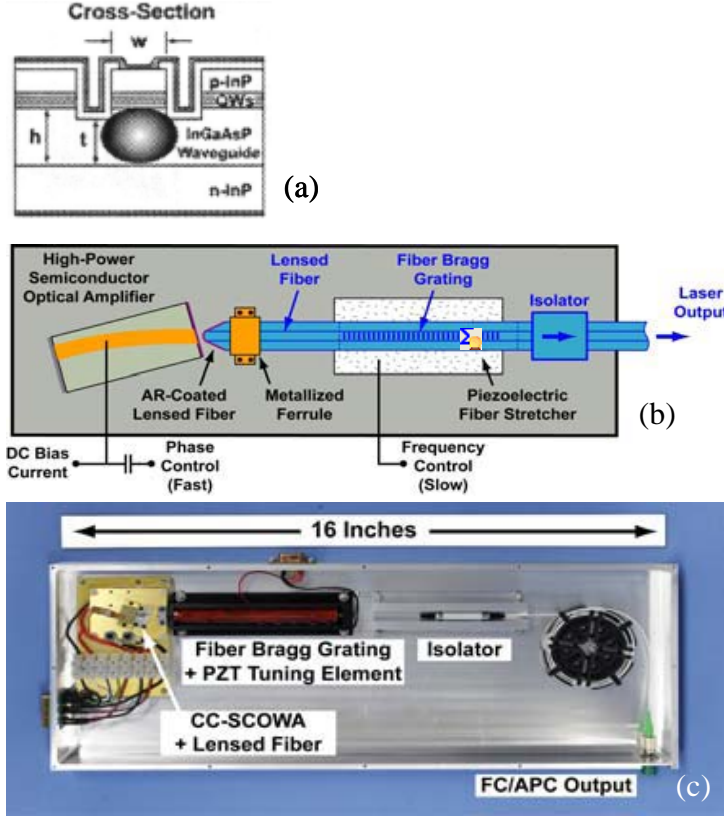 Cross-Section
w
p-InP
QWs
h
t
InGaAsP
Waveguide
n-InP
(a)
High-Power
Semiconductor
Optical Amplifier
Lensed
Fiber
Fiber Bragg
Grating
Isolator
Laser
Output
Σ
AR-Coated
Lensed Fiber
Metallized
Ferrule
Piezoelectric
Fiber Stretcher
(b)
DC Bias
Current
Phase
Control
(Fast)
Frequency
Control
(Slow)
16 Inches
Fiber Bragg Grating
+ PZT Tuning Element
Isolator
CC-SCOWA
+ Lensed Fiber
FC/APC Output
(c)